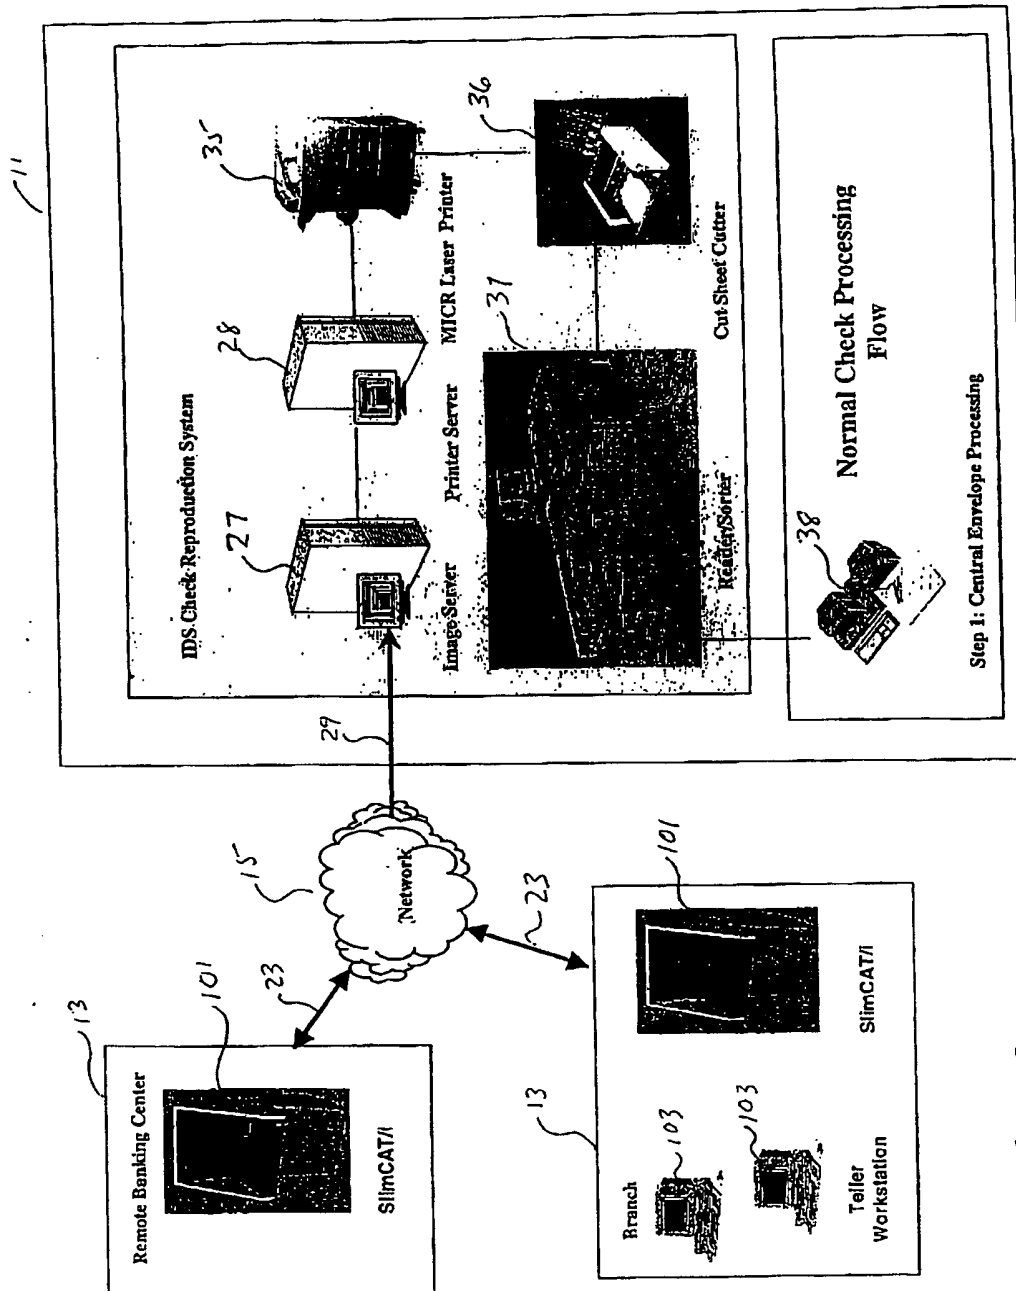 11
IDS Check Reproduction System
27
28
35
Image Server
Printer Server
MICR Laser Printer
37
36
Reader/Sorter
Cut Sheet Cutter
Normal Check Processing
Flow
38
Step 1: Central Envelope Processing
29
15
Network
23
23
13
Remote Banking Center
101
SlimCAT/i
13
Branch
103
103
Teller
Workstation
101
SlimCAT/i